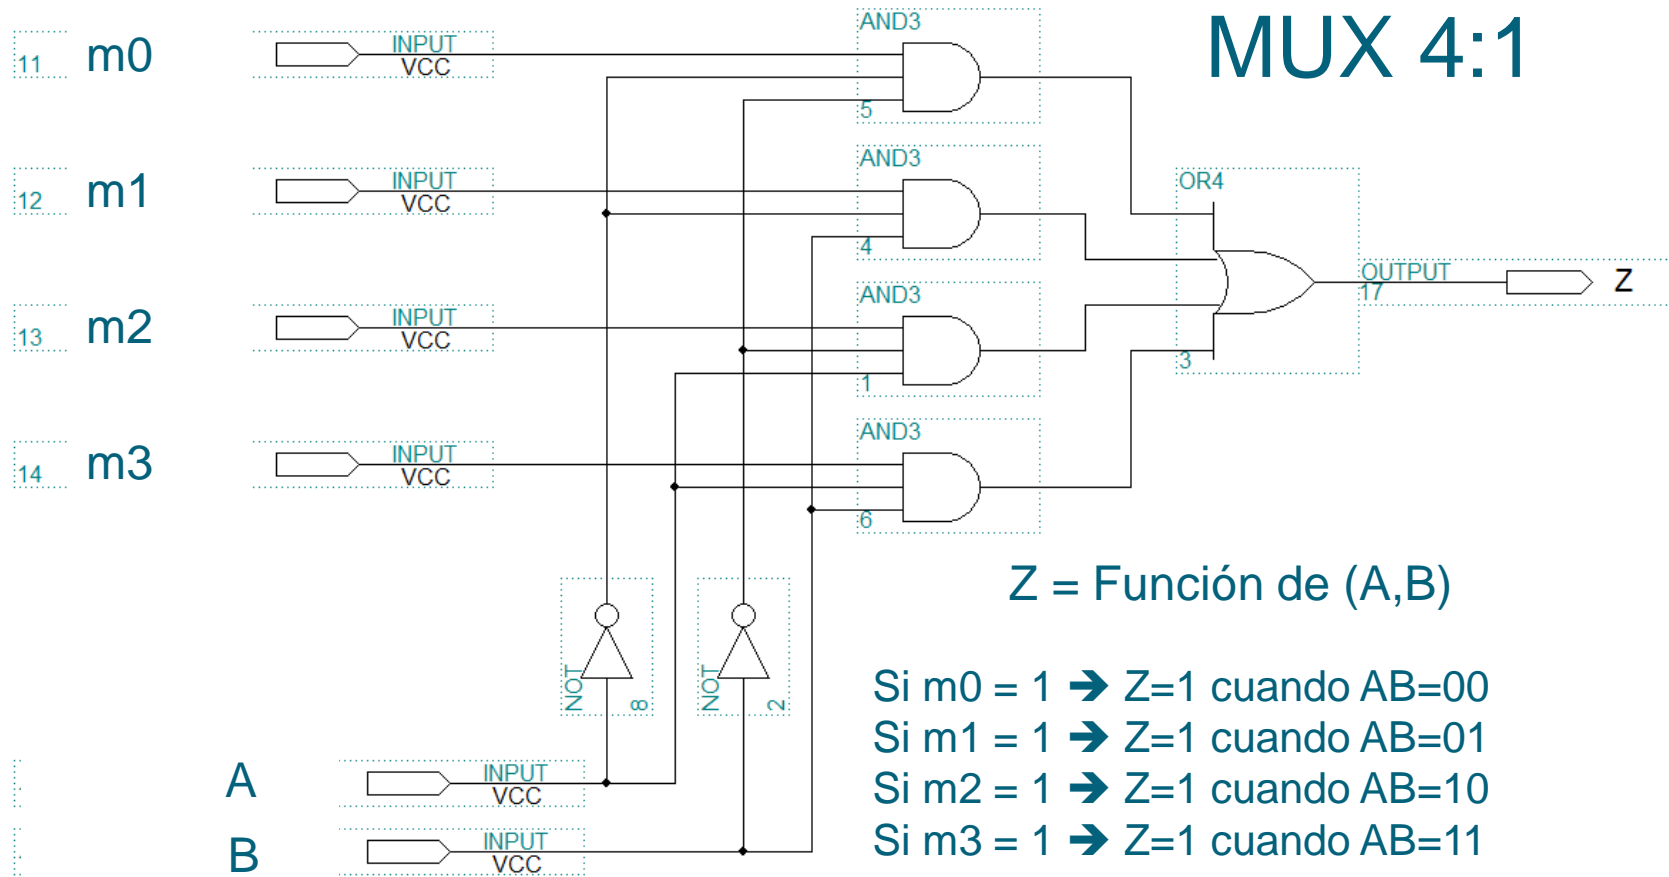 MUX 4:1
AND3
11 m0 INPUT
VCC
5
AND3
12 m1 INPUT
VCC
4
OR4
AND3
13 m2 INPUT
VCC
1
3
OUTPUT
17
Z
AND3
14 m3 INPUT
VCC
6
NOT
8
NOT
2
A INPUT
VCC
B INPUT
VCC
Z = Función de (A,B)
Si m0 = 1 ➔ Z=1 cuando AB=00
Si m1 = 1 ➔ Z=1 cuando AB=01
Si m2 = 1 ➔ Z=1 cuando AB=10
Si m3 = 1 ➔ Z=1 cuando AB=11